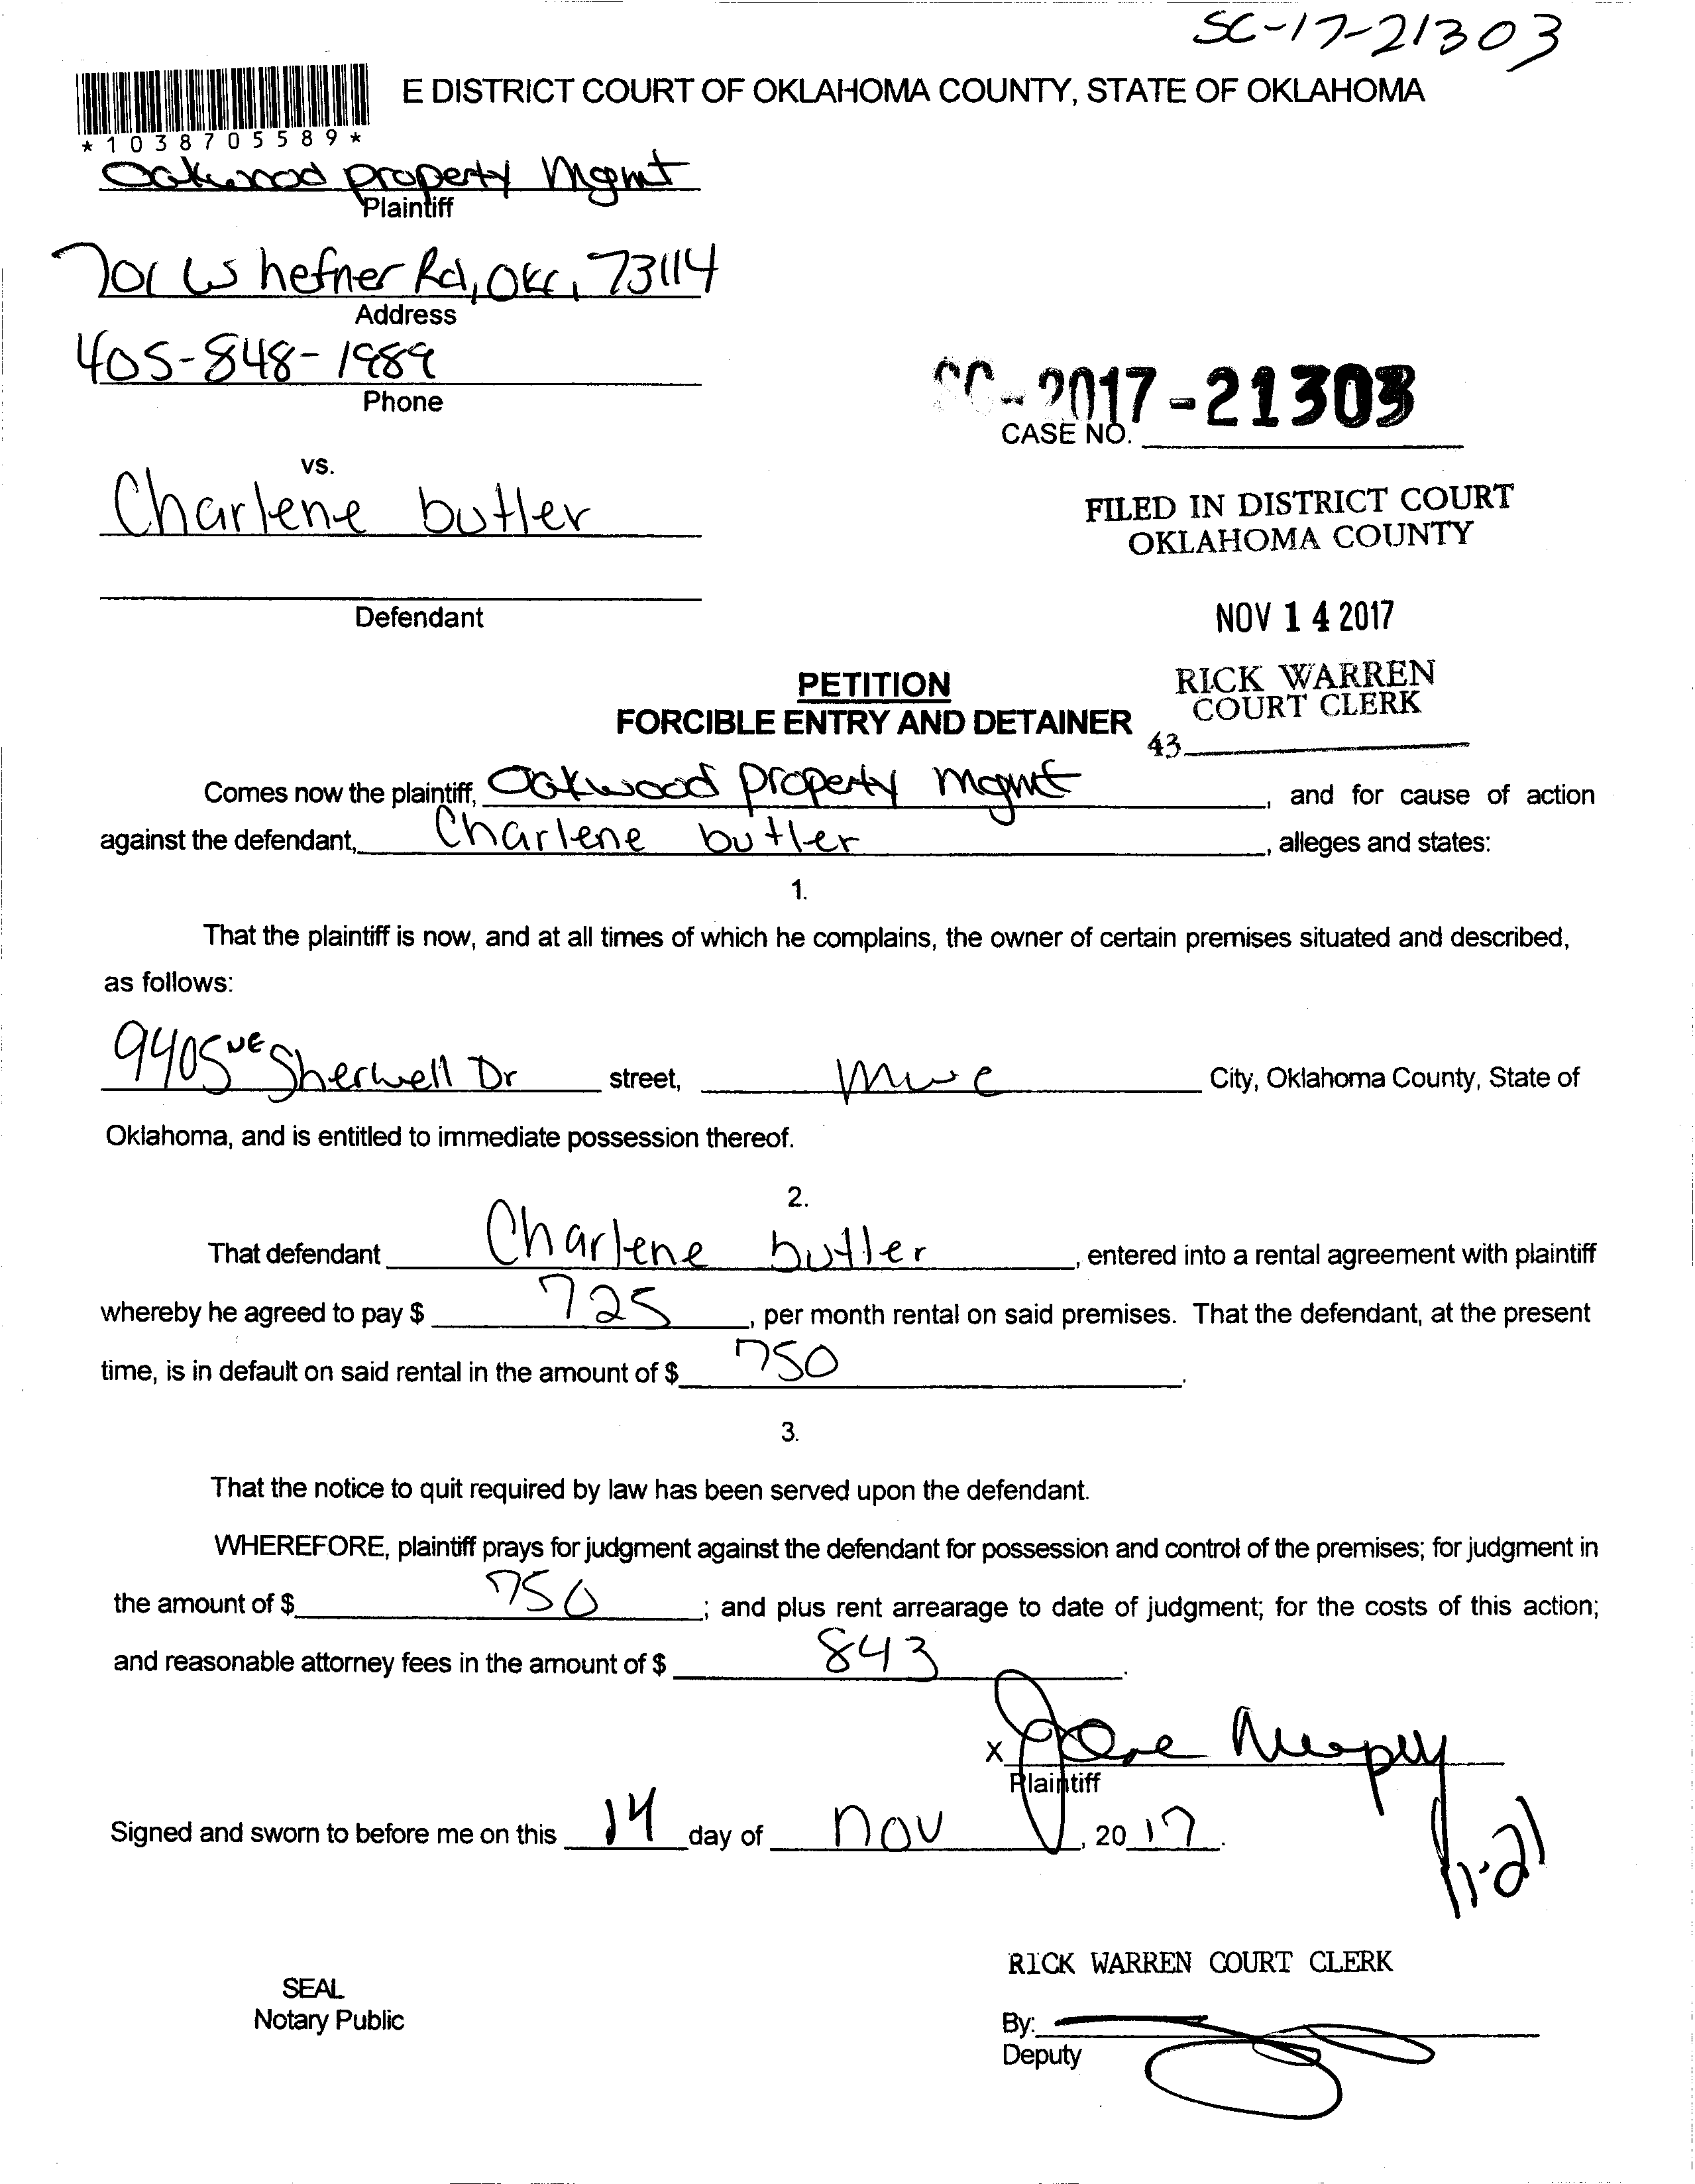 SC-17-21303
E DISTRICT COURT OF OKLAHOMA COUNTY, STATE OF OKLAHOMA
*1038705589*
Oakwood property Mgmt
Plaintiff
701 W hefner Rd, OKC, 73114
Address
405-848-1989
Phone
SC-2017-21303
CASE NO.
vs.
Charlene butler
FILED IN DISTRICT COURT
OKLAHOMA COUNTY
Defendant
NOV 14 2017
PETITION
RICK WARREN
COURT CLERK
FORCIBLE ENTRY AND DETAINER
43
Comes now the plaintiff, Oakwood property mgmt, and for cause of action
against the defendant, Charlene butler, alleges and states:
1.
That the plaintiff is now, and at all times of which he complains, the owner of certain premises situated and described,
as follows:
9405 NE Sherwell Dr street, mwc City, Oklahoma County, State of
Oklahoma, and is entitled to immediate possession thereof.
2.
That defendant Charlene butler, entered into a rental agreement with plaintiff
whereby he agreed to pay $ 725, per month rental on said premises. That the defendant, at the present
time, is in default on said rental in the amount of $ 750.
3.
That the notice to quit required by law has been served upon the defendant.
WHEREFORE, plaintiff prays for judgment against the defendant for possession and control of the premises; for judgment in
the amount of $ 750; and plus rent arrearage to date of judgment; for the costs of this action;
and reasonable attorney fees in the amount of $ 843.
x
Plaintiff
Signed and sworn to before me on this 14 day of nov, 20 17.
11-21
RICK WARREN COURT CLERK
SEAL
Notary Public
By:
Deputy